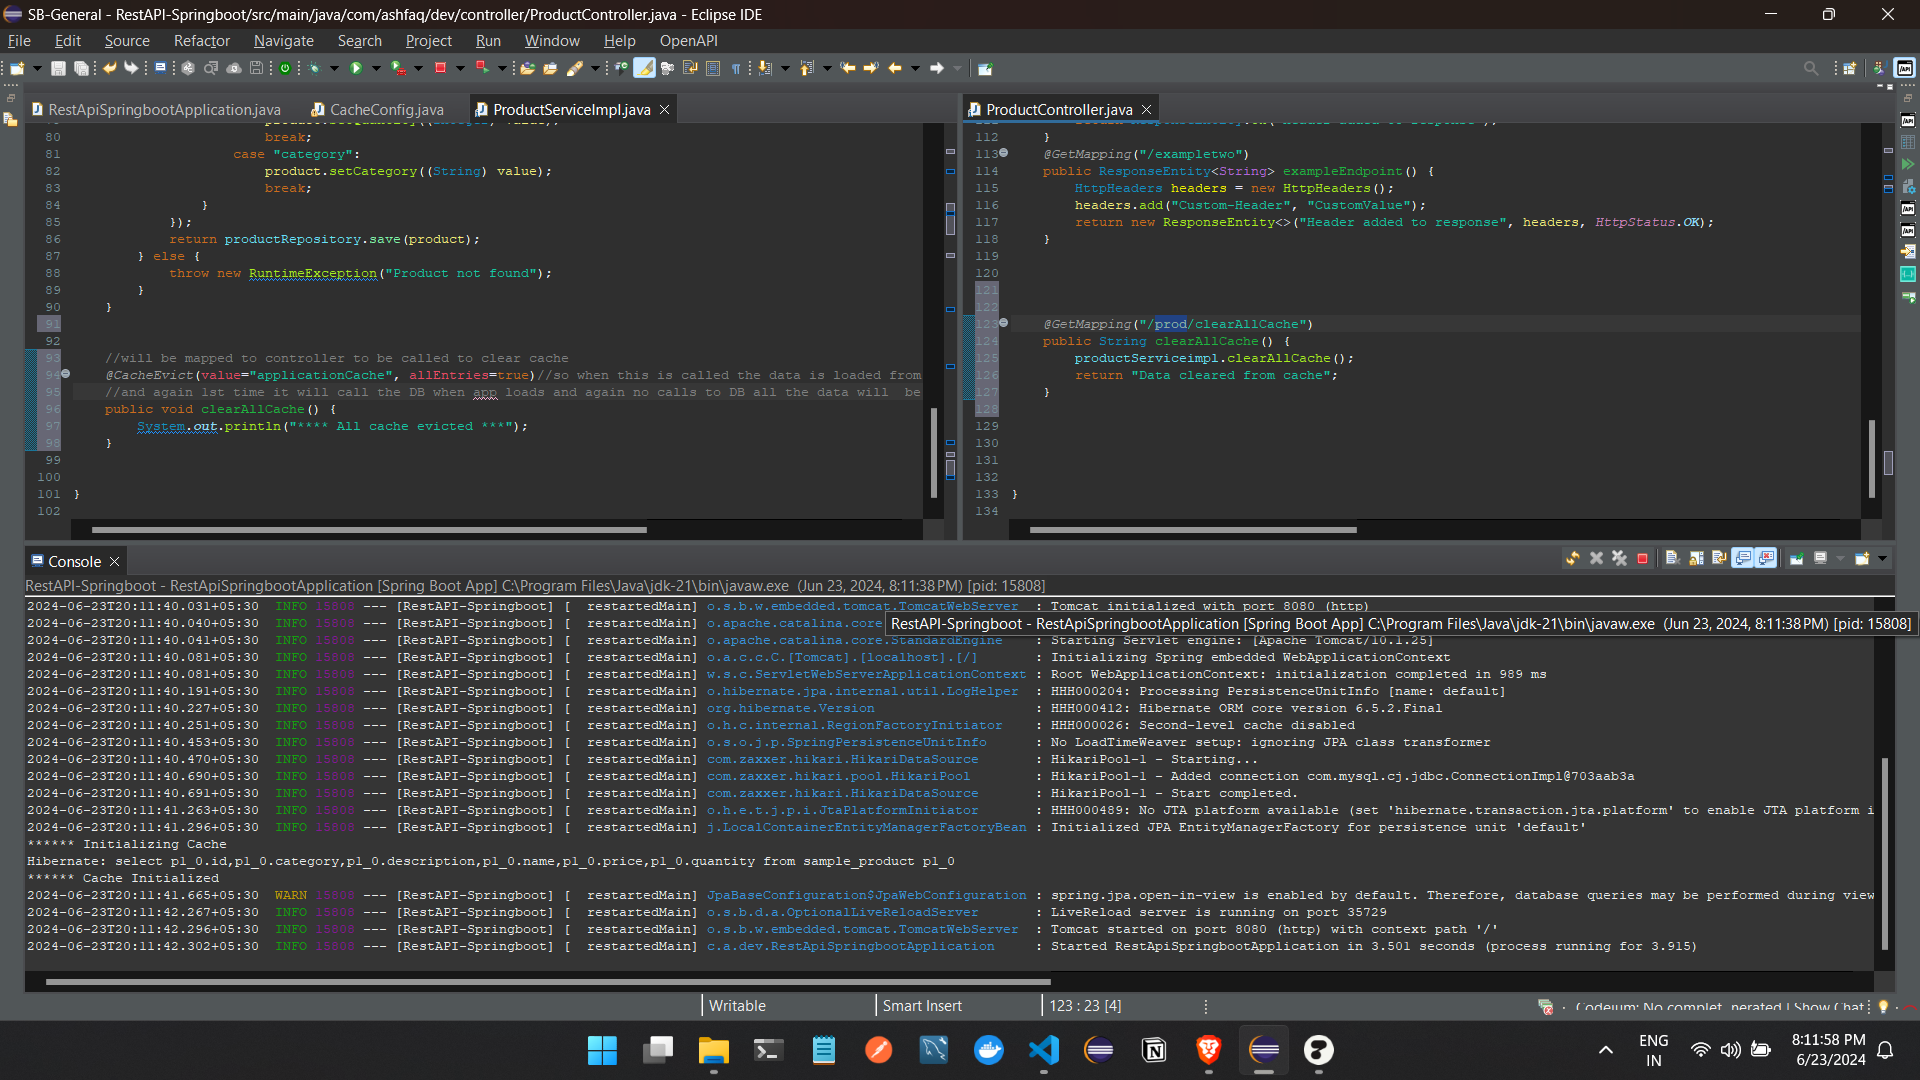 SB-General - RestAPI-Springboot/src/main/java/com/ashfaq/dev/controller/ProductController.java - Eclipse IDE
File Edit Source Refactor Navigate Search Project Run Window Help OpenAPI
RestApiSpringbootApplication.java CacheConfig.java ProductServiceImpl.java
80 break;
81 case "category":
82 product.setCategory((String) value);
83 break;
84 }
85 });
86 return productRepository.save(product);
87 } else {
88 throw new RuntimeException("Product not found");
89 }
90 }
91
92
93 //will be mapped to controller to be called to clear cache
94 @CacheEvict(value="applicationCache", allEntries=true)//so when this is called the data is loaded from
95 //and again 1st time it will call the DB when app loads and again no calls to DB all the data will be
96 public void clearAllCache() {
97 System.out.println("**** All cache evicted ***");
98 }
99
100
101 }
102
ProductController.java
112 }
113 @GetMapping("/exampletwo")
114 public ResponseEntity<String> exampleEndpoint() {
115 HttpHeaders headers = new HttpHeaders();
116 headers.add("Custom-Header", "CustomValue");
117 return new ResponseEntity<>("Header added to response", headers, HttpStatus.OK);
118 }
119
120
121
122
123 @GetMapping("/prod/clearAllCache")
124 public String clearAllCache() {
125 productServiceimpl.clearAllCache();
126 return "Data cleared from cache";
127 }
128
129
130
131
132
133 }
134
Console
RestAPI-Springboot - RestApiSpringbootApplication [Spring Boot App] C:\Program Files\Java\jdk-21\bin\javaw.exe (Jun 23, 2024, 8:11:38 PM) [pid: 15808]
2024-06-23T20:11:40.031+05:30 INFO 15808 --- [RestAPI-Springboot] [ restartedMain] o.s.b.w.embedded.tomcat.TomcatWebServer : Tomcat initialized with port 8080 (http)
2024-06-23T20:11:40.040+05:30 INFO 15808 --- [RestAPI-Springboot] [ restartedMain] o.apache.catalina.core
RestAPI-Springboot - RestApiSpringbootApplication [Spring Boot App] C:\Program Files\Java\jdk-21\bin\javaw.exe (Jun 23, 2024, 8:11:38 PM) [pid: 15808]
2024-06-23T20:11:40.041+05:30 INFO 15808 --- [RestAPI-Springboot] [ restartedMain] o.apache.catalina.core.StandardEngine : Starting Servlet engine: [Apache Tomcat/10.1.25]
2024-06-23T20:11:40.081+05:30 INFO 15808 --- [RestAPI-Springboot] [ restartedMain] o.a.c.c.C.[Tomcat].[localhost].[/] : Initializing Spring embedded WebApplicationContext
2024-06-23T20:11:40.081+05:30 INFO 15808 --- [RestAPI-Springboot] [ restartedMain] w.s.c.ServletWebServerApplicationContext : Root WebApplicationContext: initialization completed in 989 ms
2024-06-23T20:11:40.191+05:30 INFO 15808 --- [RestAPI-Springboot] [ restartedMain] o.hibernate.jpa.internal.util.LogHelper : HHH000204: Processing PersistenceUnitInfo [name: default]
2024-06-23T20:11:40.227+05:30 INFO 15808 --- [RestAPI-Springboot] [ restartedMain] org.hibernate.Version : HHH000412: Hibernate ORM core version 6.5.2.Final
2024-06-23T20:11:40.251+05:30 INFO 15808 --- [RestAPI-Springboot] [ restartedMain] o.h.c.internal.RegionFactoryInitiator : HHH000026: Second-level cache disabled
2024-06-23T20:11:40.453+05:30 INFO 15808 --- [RestAPI-Springboot] [ restartedMain] o.s.o.j.p.SpringPersistenceUnitInfo : No LoadTimeWeaver setup: ignoring JPA class transformer
2024-06-23T20:11:40.470+05:30 INFO 15808 --- [RestAPI-Springboot] [ restartedMain] com.zaxxer.hikari.HikariDataSource : HikariPool-1 - Starting...
2024-06-23T20:11:40.690+05:30 INFO 15808 --- [RestAPI-Springboot] [ restartedMain] com.zaxxer.hikari.pool.HikariPool : HikariPool-1 - Added connection com.mysql.cj.jdbc.ConnectionImpl@703aab3a
2024-06-23T20:11:40.691+05:30 INFO 15808 --- [RestAPI-Springboot] [ restartedMain] com.zaxxer.hikari.HikariDataSource : HikariPool-1 - Start completed.
2024-06-23T20:11:41.263+05:30 INFO 15808 --- [RestAPI-Springboot] [ restartedMain] o.h.e.t.j.p.i.JtaPlatformInitiator : HHH000489: No JTA platform available (set 'hibernate.transaction.jta.platform' to enable JTA platform i
2024-06-23T20:11:41.296+05:30 INFO 15808 --- [RestAPI-Springboot] [ restartedMain] j.LocalContainerEntityManagerFactoryBean : Initialized JPA EntityManagerFactory for persistence unit 'default'
****** Initializing Cache
Hibernate: select p1_0.id,p1_0.category,p1_0.description,p1_0.name,p1_0.price,p1_0.quantity from sample_product p1_0
****** Cache Initialized
2024-06-23T20:11:41.665+05:30 WARN 15808 --- [RestAPI-Springboot] [ restartedMain] JpaBaseConfiguration$JpaWebConfiguration : spring.jpa.open-in-view is enabled by default. Therefore, database queries may be performed during view
2024-06-23T20:11:42.267+05:30 INFO 15808 --- [RestAPI-Springboot] [ restartedMain] o.s.b.d.a.OptionalLiveReloadServer : LiveReload server is running on port 35729
2024-06-23T20:11:42.296+05:30 INFO 15808 --- [RestAPI-Springboot] [ restartedMain] o.s.b.w.embedded.tomcat.TomcatWebServer : Tomcat started on port 8080 (http) with context path '/'
2024-06-23T20:11:42.302+05:30 INFO 15808 --- [RestAPI-Springboot] [ restartedMain] c.a.dev.RestApiSpringbootApplication : Started RestApiSpringbootApplication in 3.501 seconds (process running for 3.915)
Writable Smart Insert 123 : 23 [4] Codeium: No complet nerated | Show Chat
ENG
IN
8:11:58 PM
6/23/2024